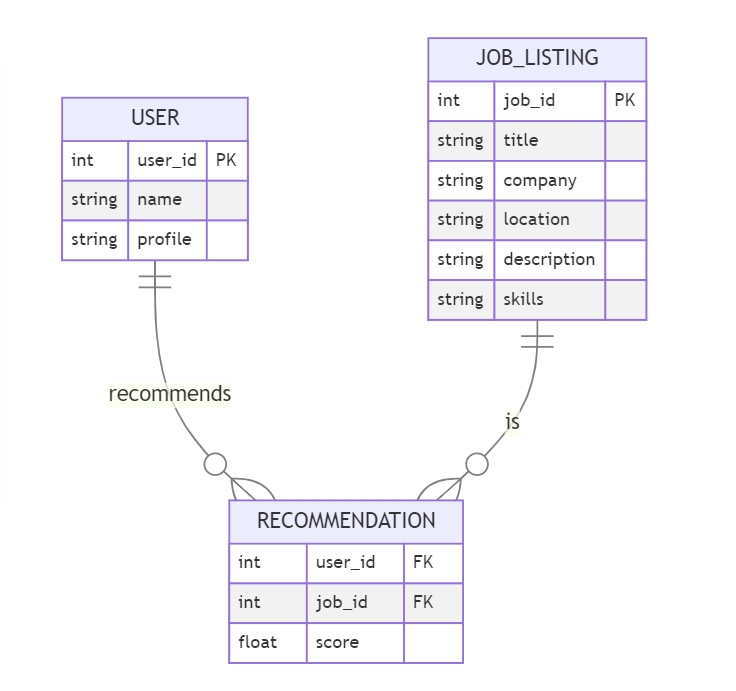 USER
int user_id PK
string name
string profile
JOB_LISTING
int job_id PK
string title
string company
string location
string description
string skills
recommends
is
RECOMMENDATION
int user_id FK
int job_id FK
float score